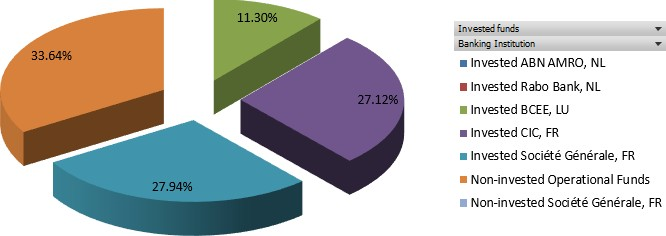 11.30%
33.64%
27.12%
27.94%
Invested funds
Banking Institution
Invested ABN AMRO, NL
Invested Rabo Bank, NL
Invested BCEE, LU
Invested CIC, FR
Invested Société Générale, FR
Non-invested Operational Funds
Non-invested Société Générale, FR